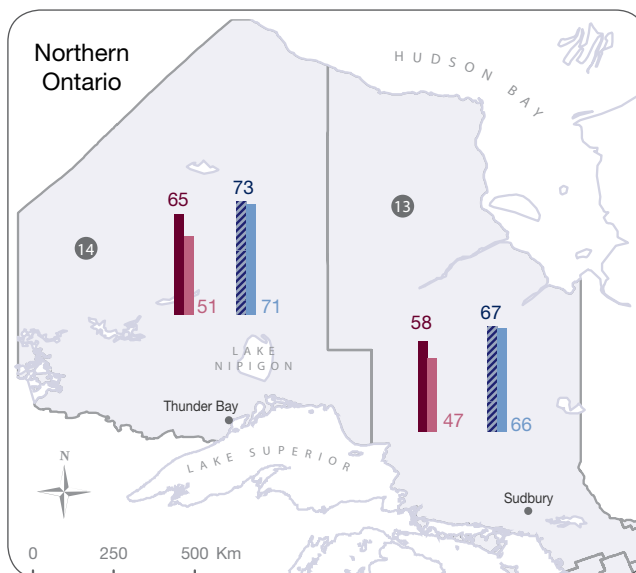 Northern
Ontario
HUDSON BAY
13
14
65
73
51
71
58
67
47
66
LAKE
NIPIGON
Thunder Bay
LAKE SUPERIOR
N
Sudbury
0 250 500 Km